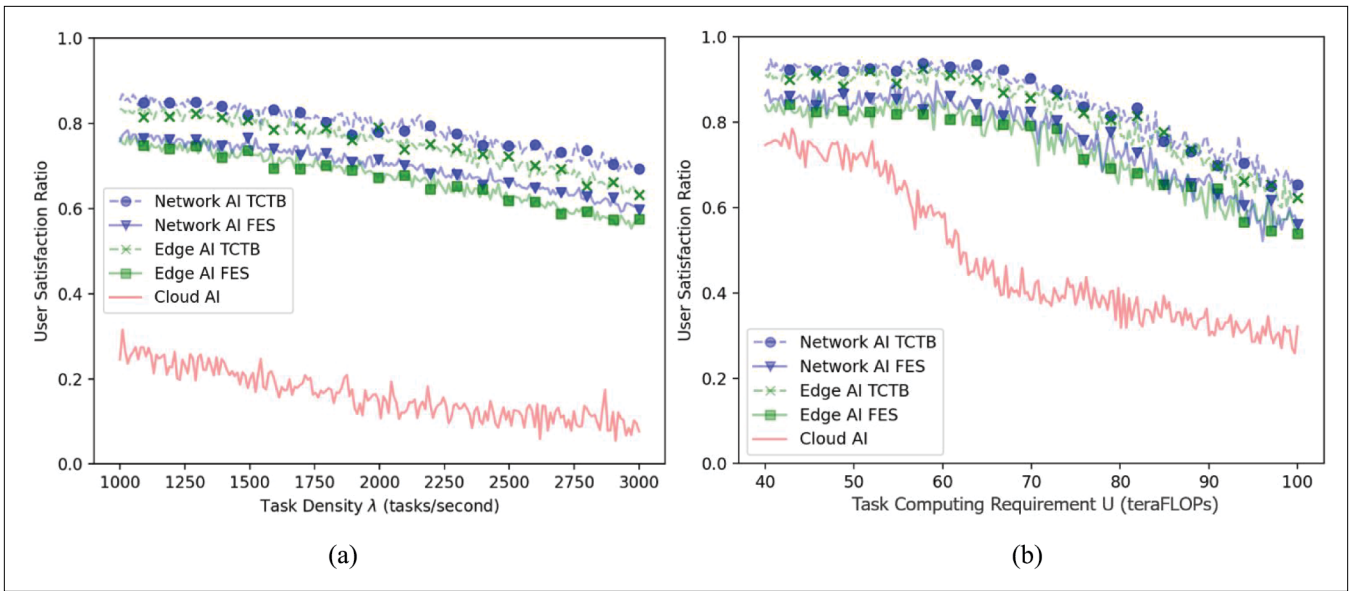 1.0
0.8
0.6
0.4
0.2
0.0
User Satisfaction Ratio
Network AI TCTB
Network AI FES
Edge AI TCTB
Edge AI FES
Cloud AI
1000 1250 1500 1750 2000 2250 2500 2750 3000
Task Density λ (tasks/second)
(a)
1.0
0.8
0.6
0.4
0.2
0.0
User Satisfaction Ratio
Network AI TCTB
Network AI FES
Edge AI TCTB
Edge AI FES
Cloud AI
40 50 60 70 80 90 100
Task Computing Requirement U (teraFLOPs)
(b)